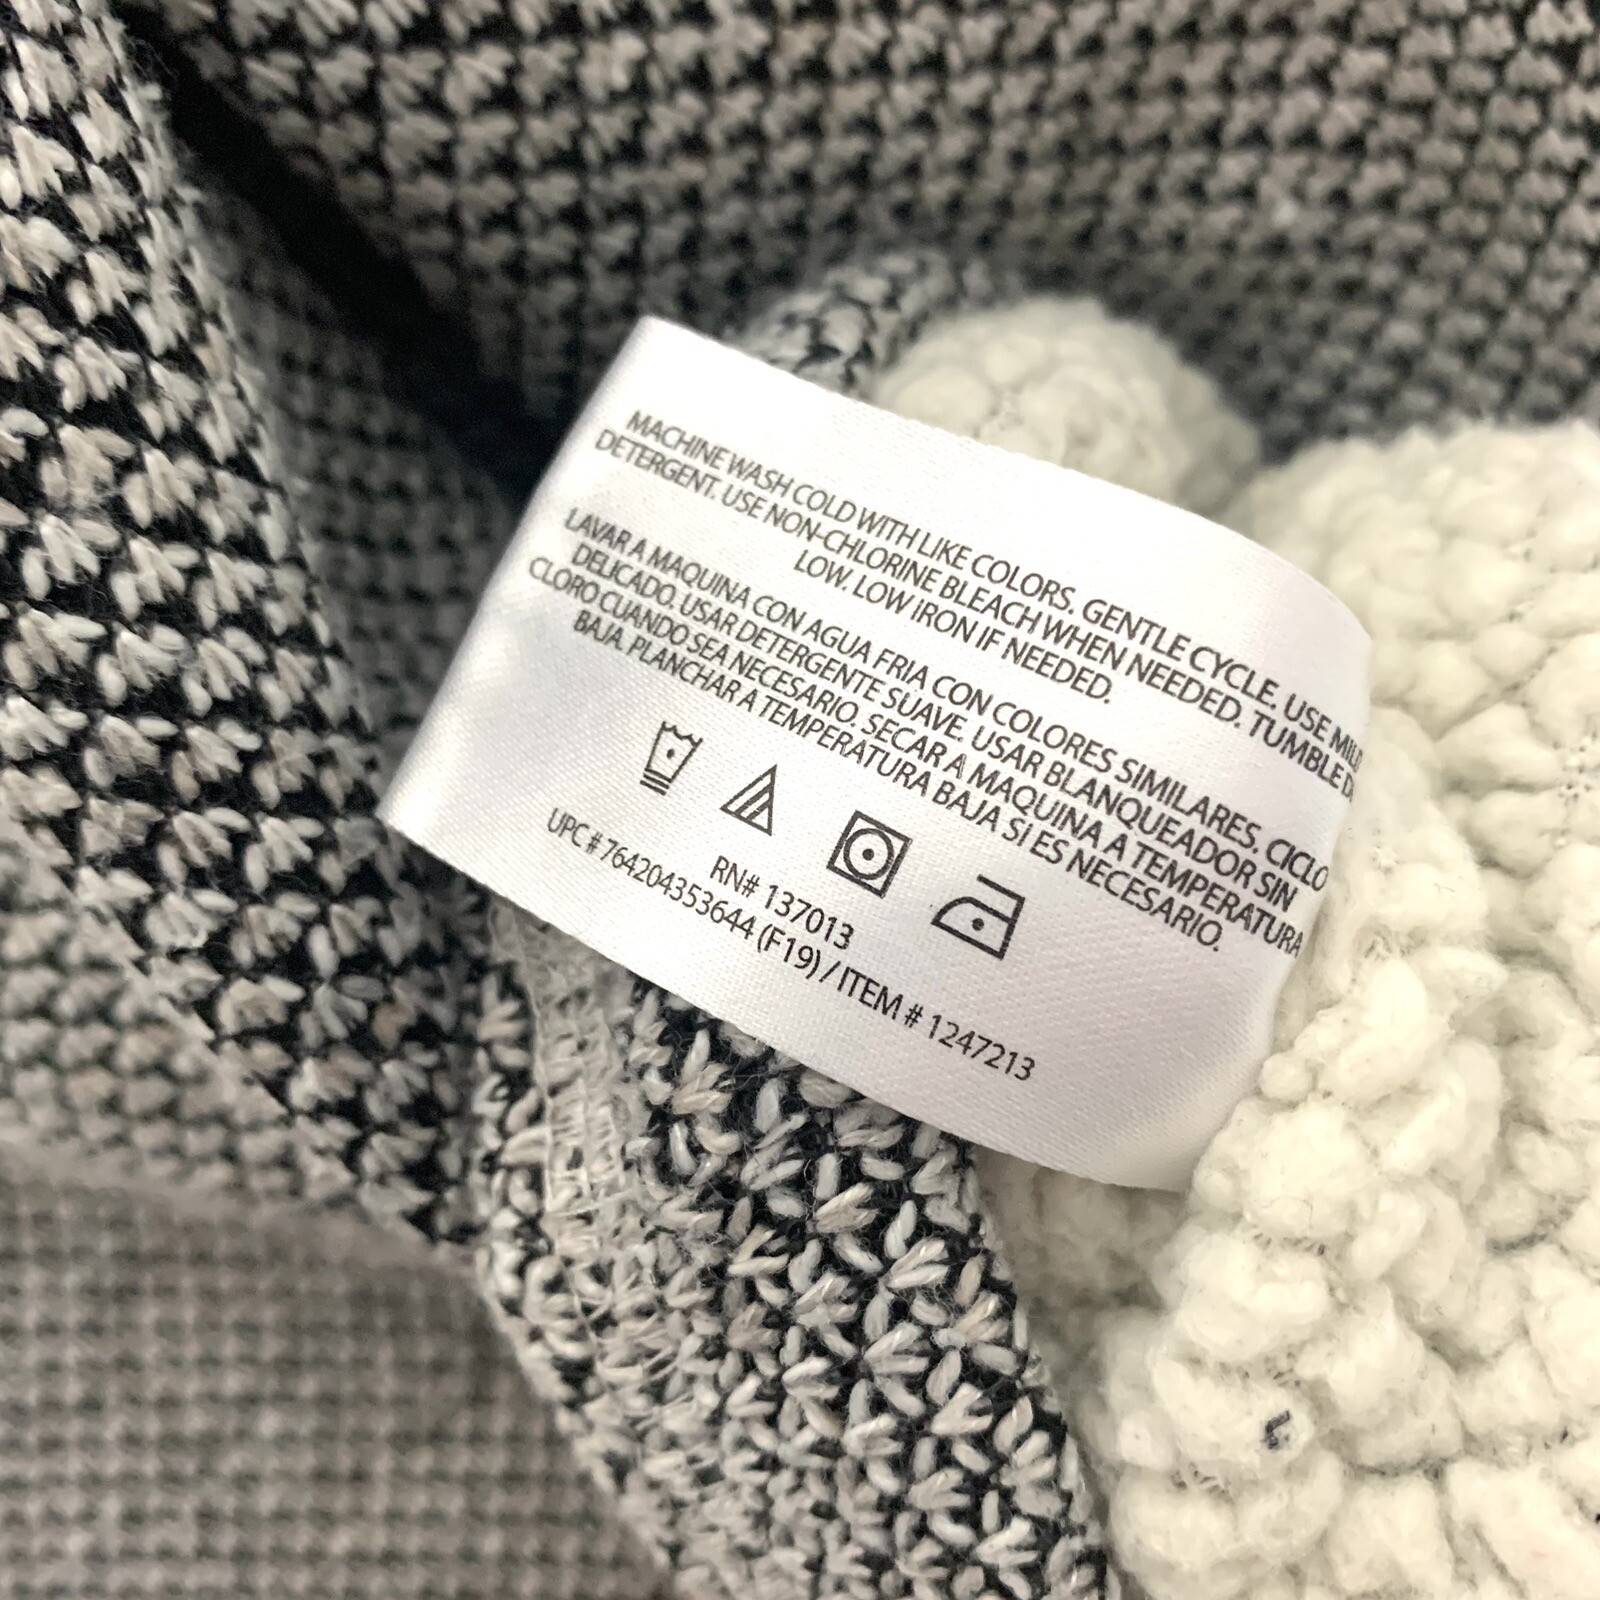 MACHINE WASH COLD WITH LIKE COLORS. GENTLE CYCLE. USE MILD
DETERGENT. USE NON-CHLORINE BLEACH WHEN NEEDED. TUMBLE
LOW. LOW IRON IF NEEDED.
LAVAR A MAQUINA CON AGUA FRIA CON COLORES SIMILARES. CICLO
DELICADO. USAR DETERGENTE SUAVE. USAR BLANQUEADOR SIN
CLORO CUANDO SEA NECESARIO. SECAR A MAQUINA A TEMPERATURA
BAJA. PLANCHAR A TEMPERATURA BAJA SI ES NECESARIO.
RN# 137013
UPC # 764204353644 (F19) / ITEM # 1247213